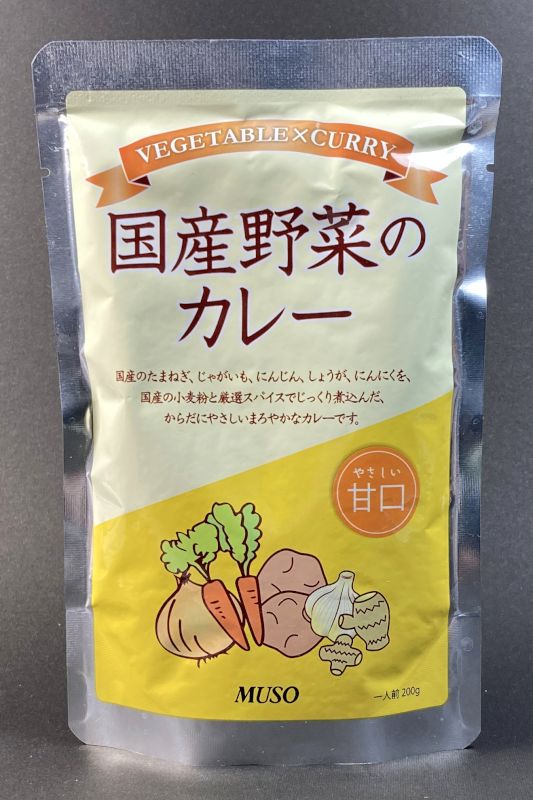 VEGETABLE×CURRY
国産野菜の
カレー
国産のたまねぎ、じゃがいも、にんじん、しょうが、にんにくを、
国産の小麦粉と厳選スパイスでじっくり煮込んだ、
からだにやさしいまろやかなカレーです。
やさしい
甘口
MUSO
一人前 200g